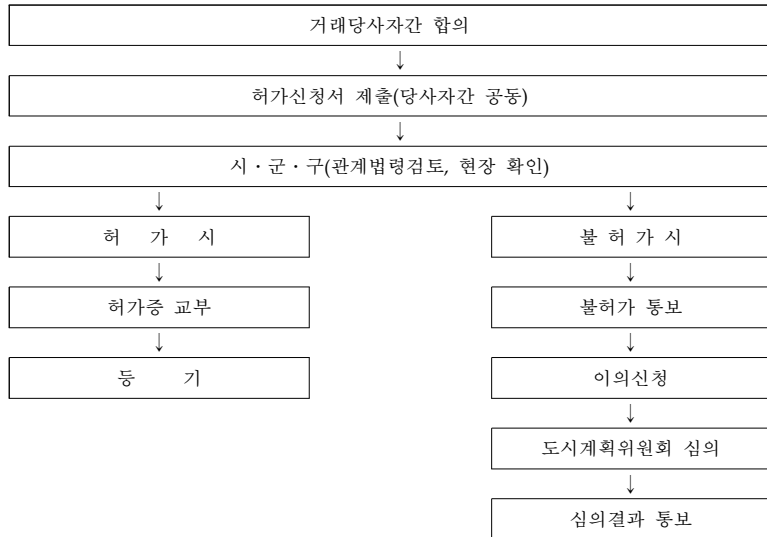 거래당사자간 합의
↓
허가신청서 제출(당사자간 공동)
↓
시・군・구(관계법령검토, 현장 확인)
↓ ↓
허 가 시 불 허 가 시
↓ ↓
허가증 교부 불허가 통보
↓ ↓
등 기 이의신청
↓
도시계획위원회 심의
↓
심의결과 통보